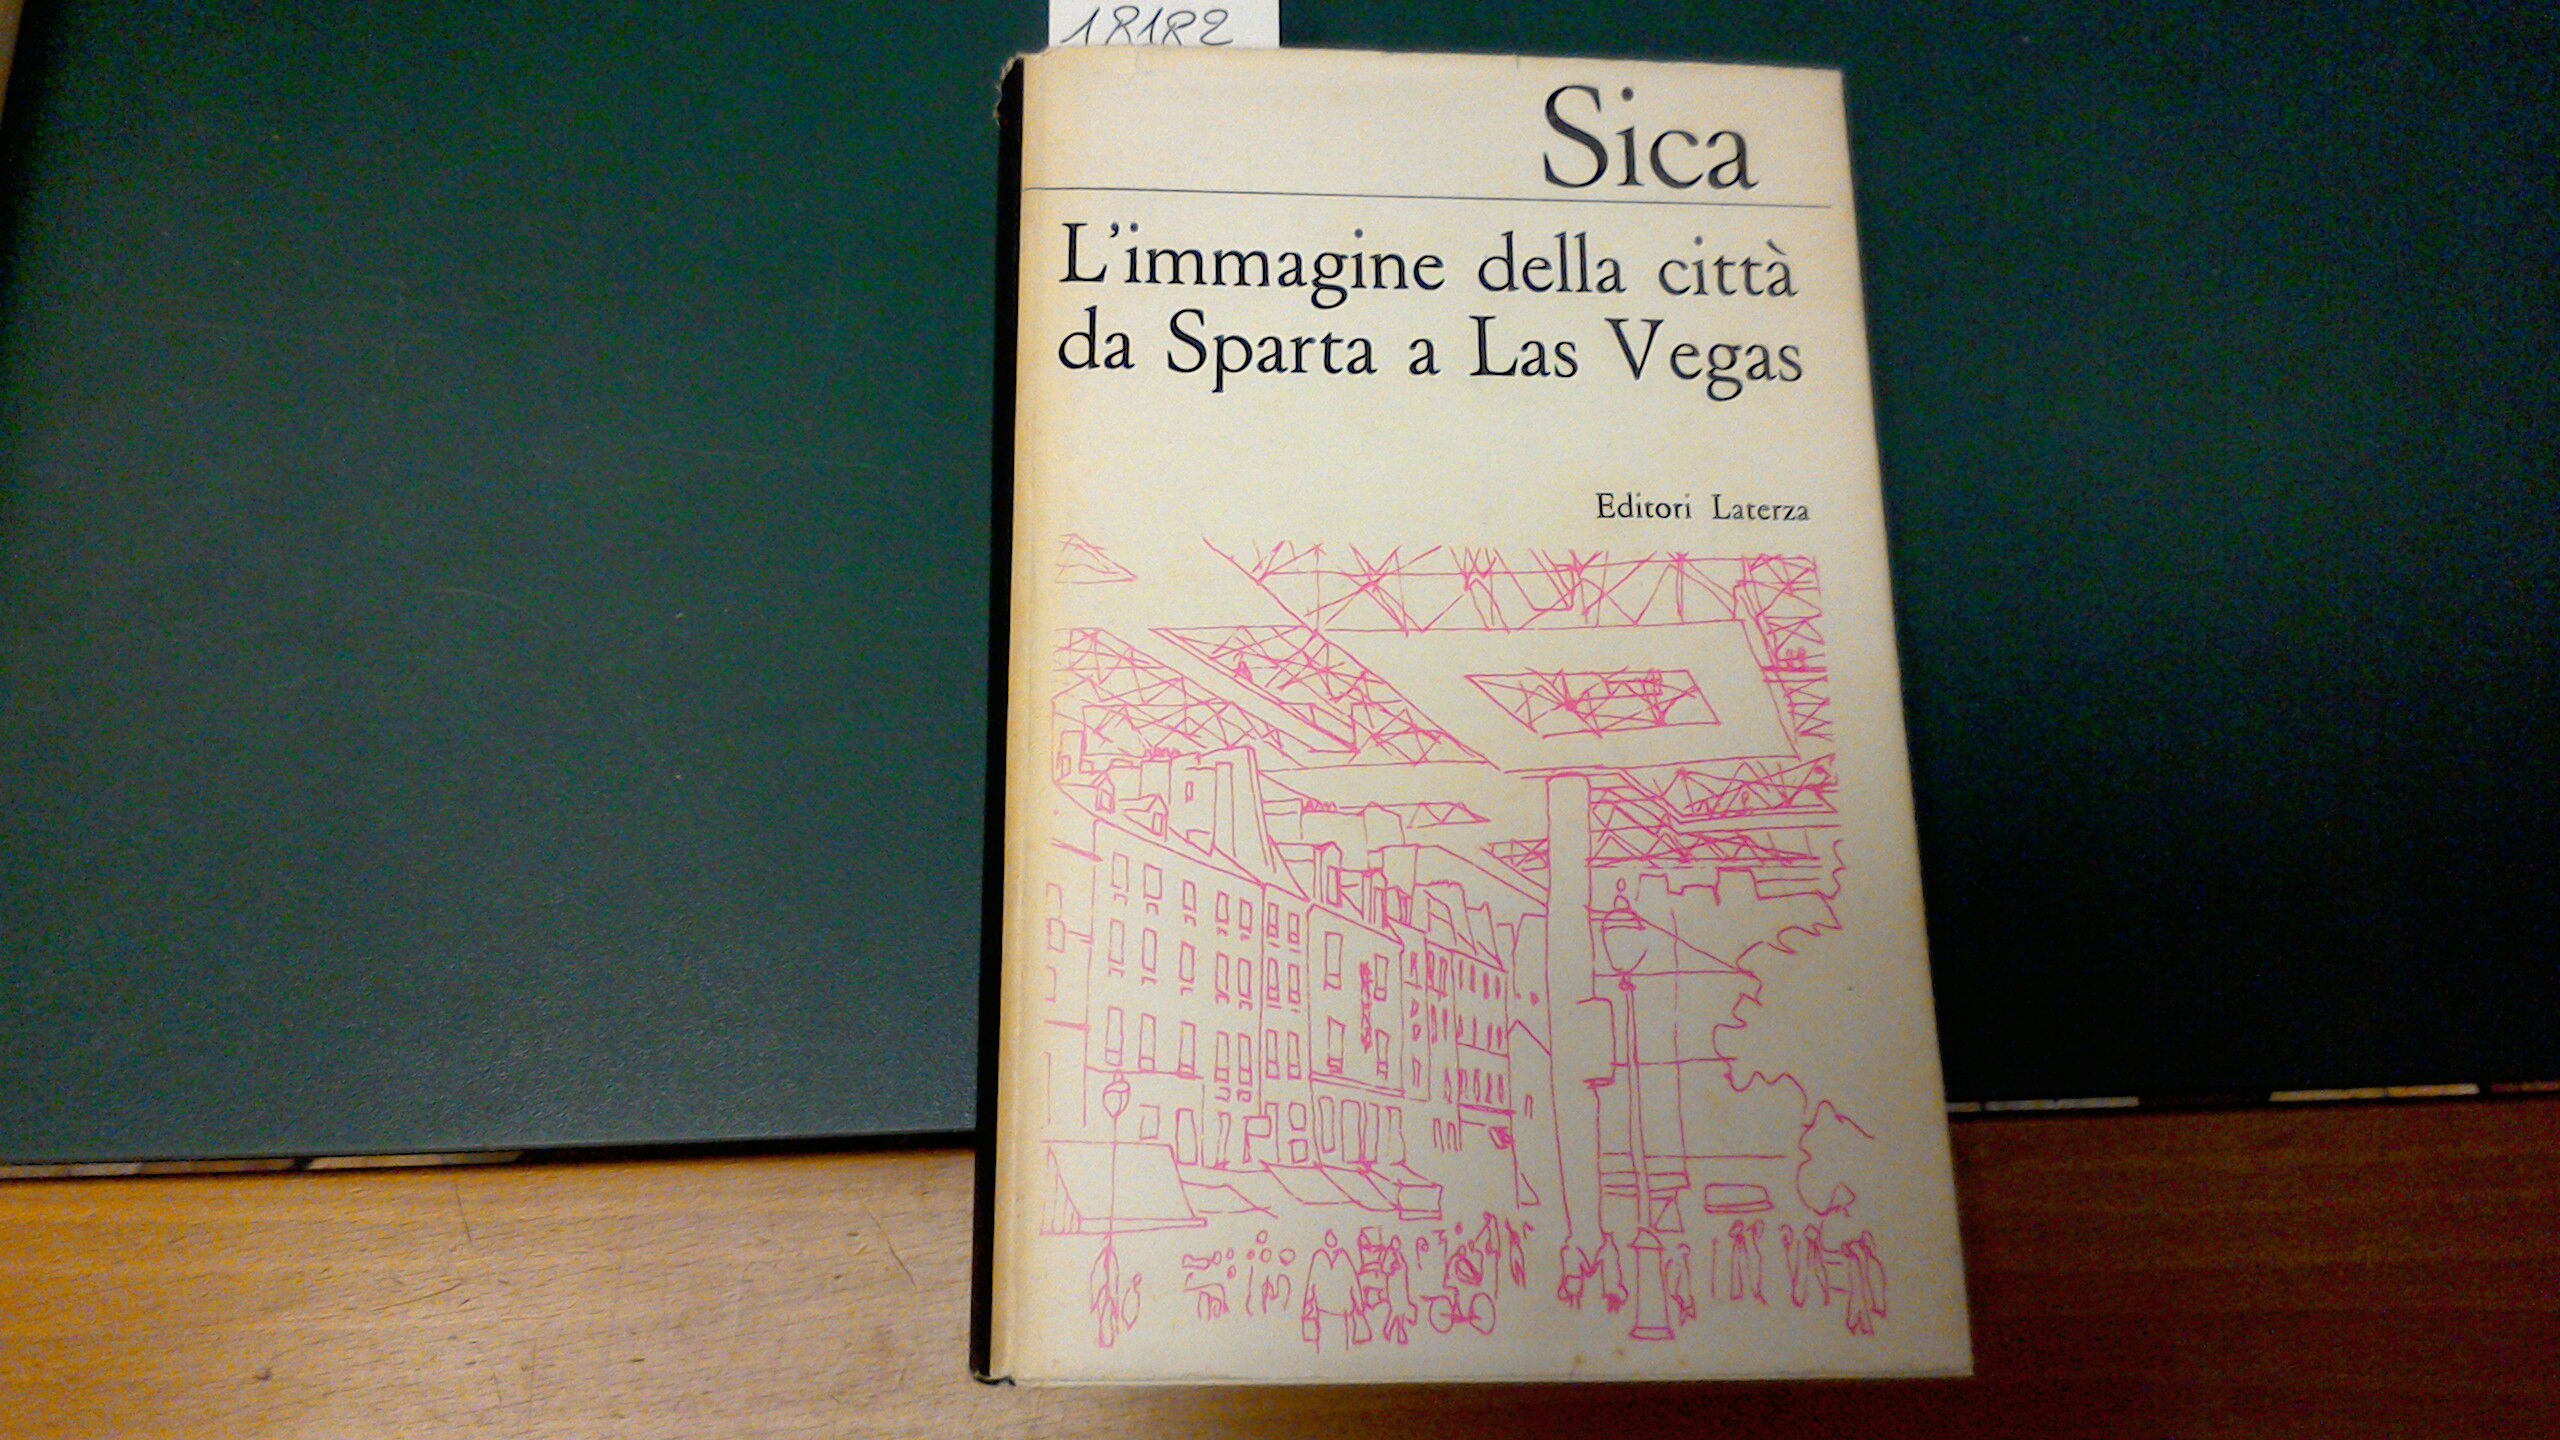 18182
Sica
L'immagine della città
da Sparta a Las Vegas
Editori Laterza